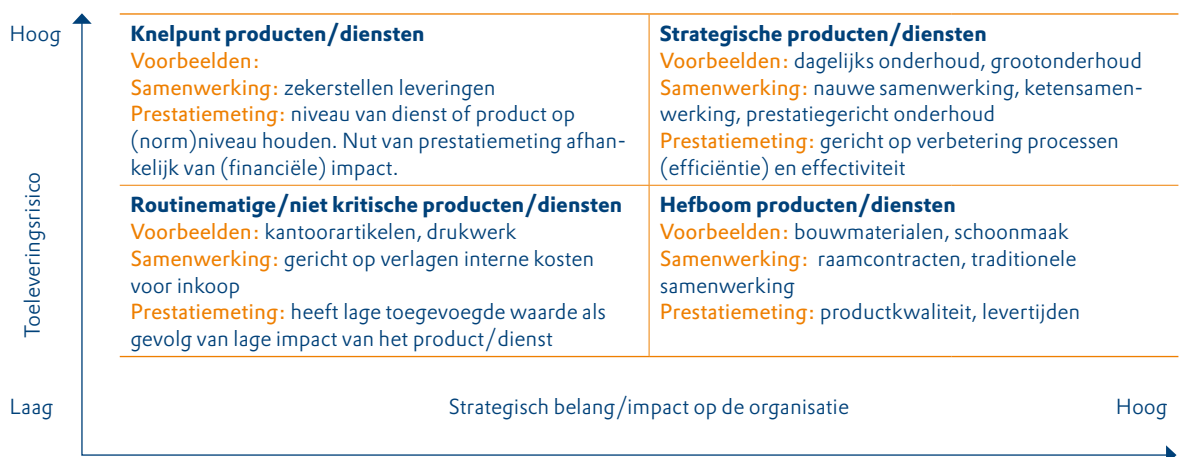 Hoog
Knelpunt producten/diensten
Voorbeelden:
Samenwerking: zekerstellen leveringen
Prestatiemeting: niveau van dienst of product op
(norm)niveau houden. Nut van prestatiemeting afhan-
kelijk van (financiële) impact.
Strategische producten/diensten
Voorbeelden: dagelijks onderhoud, grootonderhoud
Samenwerking: nauwe samenwerking, ketensamen-
werking, prestatiegericht onderhoud
Prestatiemeting: gericht op verbetering processen
(efficiëntie) en effectiviteit
Toeleveringsrisico
Routinematige/niet kritische producten/diensten
Voorbeelden: kantoorartikelen, drukwerk
Samenwerking: gericht op verlagen interne kosten
voor inkoop
Prestatiemeting: heeft lage toegevoegde waarde als
gevolg van lage impact van het product/dienst
Hefboom producten/diensten
Voorbeelden: bouwmaterialen, schoonmaak
Samenwerking: raamcontracten, traditionele
samenwerking
Prestatiemeting: productkwaliteit, levertijden
Laag
Strategisch belang/impact op de organisatie
Hoog